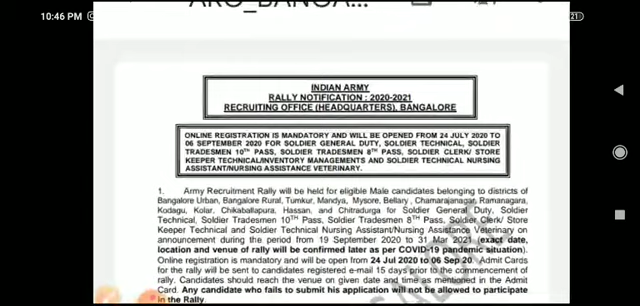 10:46 PM
ARO_BANGA...
21
INDIAN ARMY
RALLY NOTIFICATION : 2020-2021
RECRUITING OFFICE (HEADQUARTERS), BANGALORE
ONLINE REGISTRATION IS MANDATORY AND WILL BE OPENED FROM 24 JULY 2020 TO
06 SEPTEMBER 2020 FOR SOLDIER GENERAL DUTY, SOLDIER TECHNICAL, SOLDIER
TRADESMEN 10TH PASS, SOLDIER TRADESMEN 8TH PASS, SOLDIER CLERK/ STORE
KEEPER TECHNICAL/INVENTORY MANAGEMENTS AND SOLDIER TECHNICAL NURSING
ASSISTANT/NURSING ASSISTANCE VETERINARY.
1. Army Recruitment Rally will be held for eligible Male candidates belonging to districts of
Bangalore Urban, Bangalore Rural, Tumkur, Mandya, Mysore, Bellary, Chamarajanagar, Ramanagara,
Kodagu, Kolar, Chikaballapura, Hassan, and Chitradurga for Soldier General Duty, Soldier
Technical, Soldier Tradesmen 10TH Pass, Soldier Tradesmen 8TH Pass, Soldier Clerk/ Store
Keeper Technical and Soldier Technical Nursing Assistant/Nursing Assistance Veterinary on
announcement during the period from 19 September 2020 to 31 Mar 2021 (exact date,
location and venue of rally will be confirmed later as per COVID-19 pandemic situation).
Online registration is mandatory and will be open from 24 Jul 2020 to 06 Sep 20. Admit Cards
for the rally will be sent to candidates registered e-mail 15 days prior to the commencement of
rally. Candidates should reach the venue on given date and time as mentioned in the Admit
Card. Any candidate who fails to submit his application will not be allowed to participate
in the Rally.